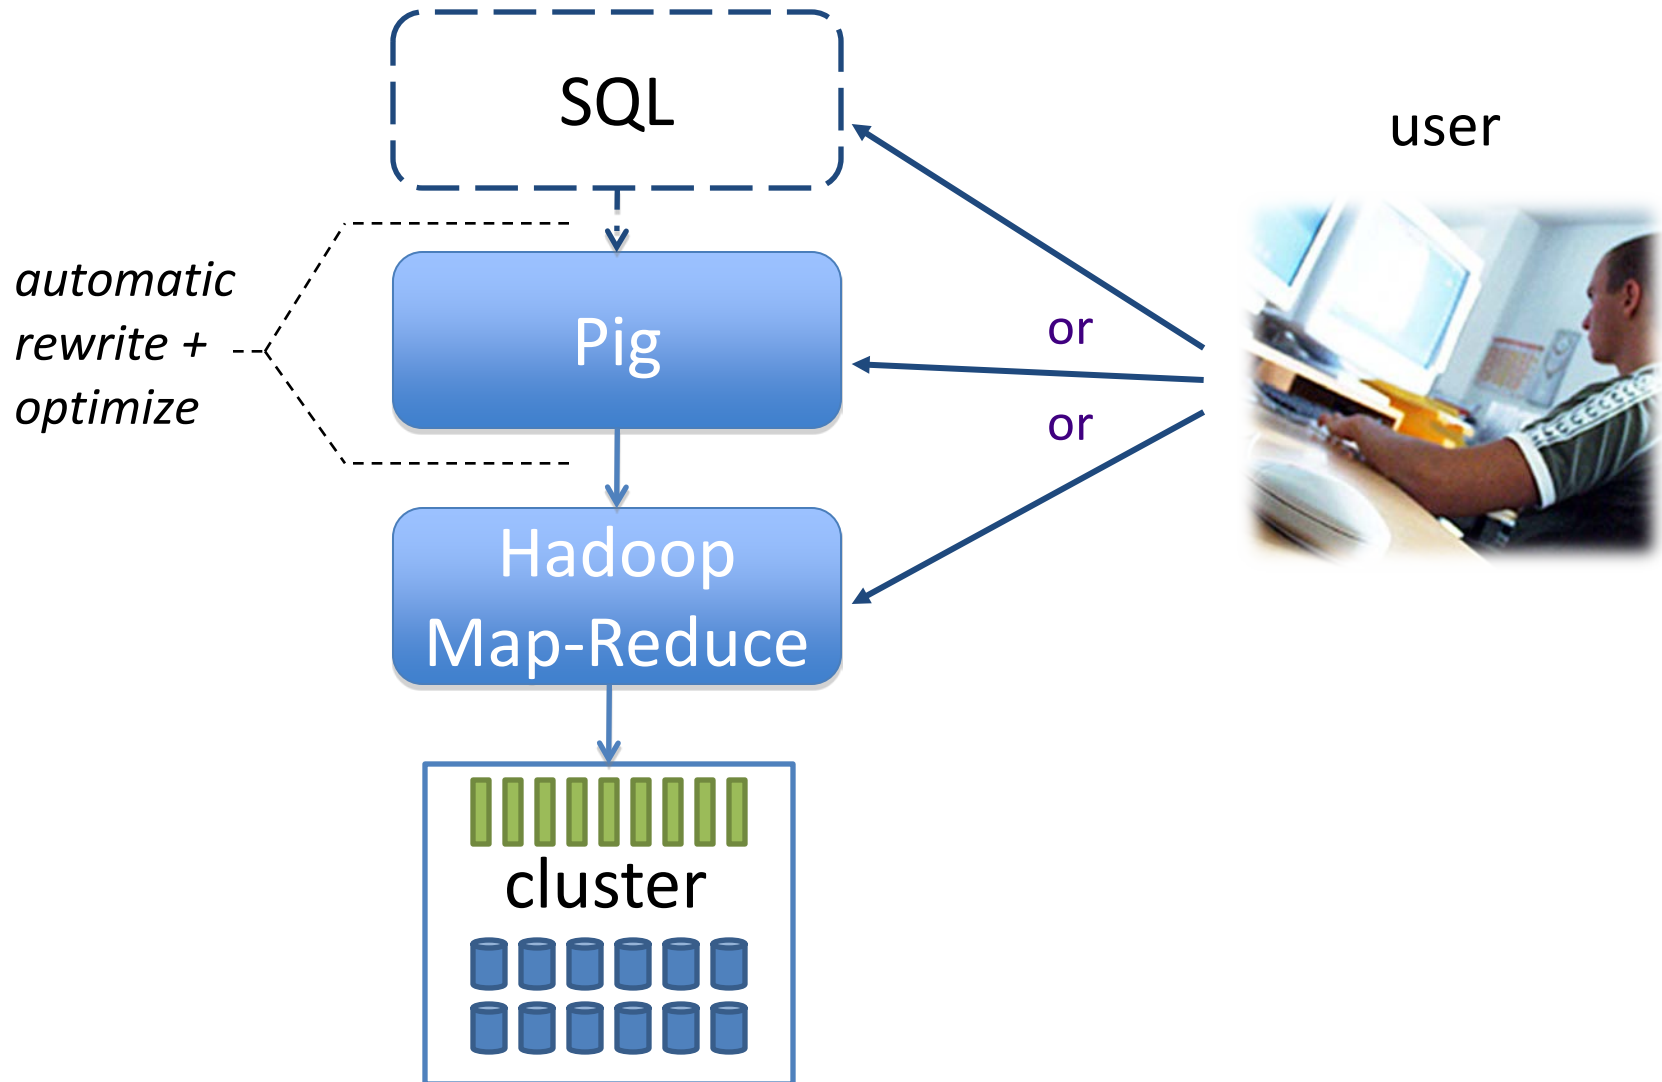 SQL
user
automatic
rewrite +
optimize
Pig
or
or
Hadoop
Map-Reduce
cluster